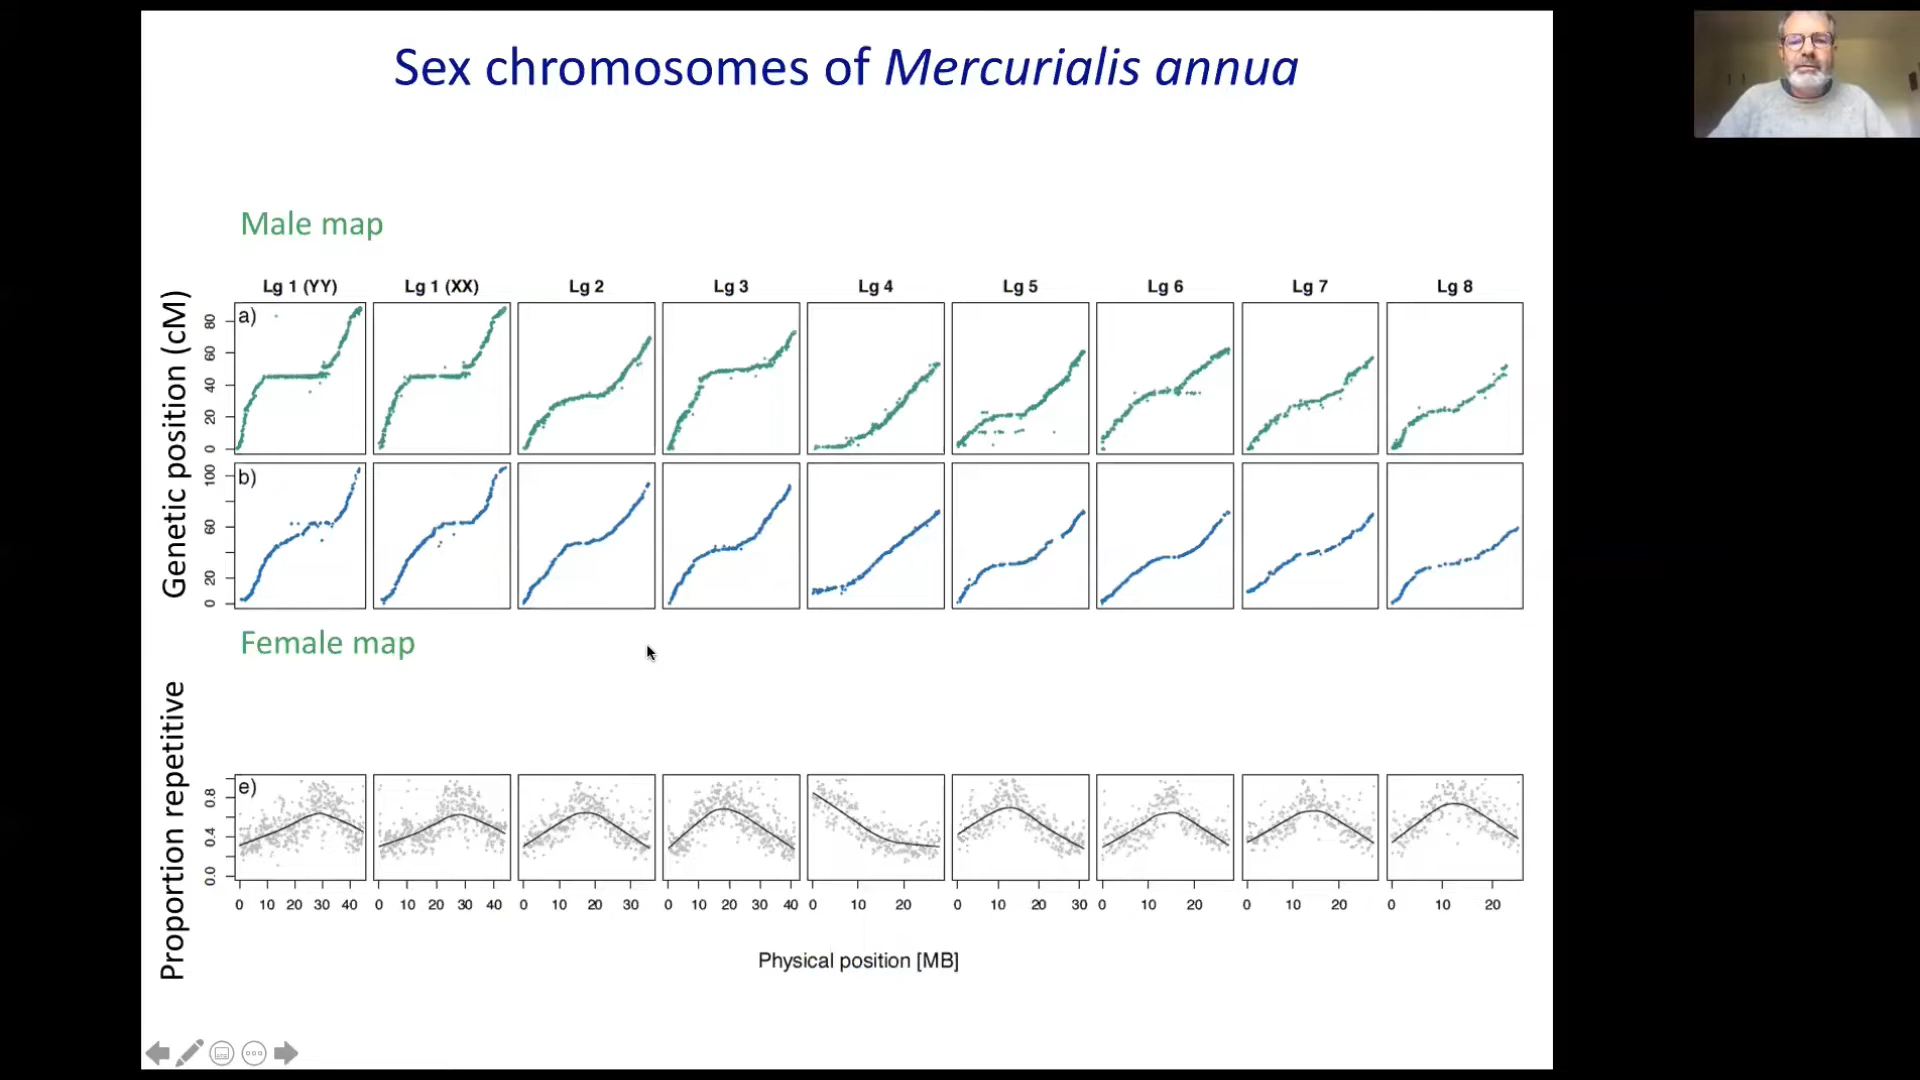 Sex chromosomes of Mercurialis annua
Male map
Lg 1 (YY) Lg 1 (XX) Lg 2 Lg 3 Lg 4 Lg 5 Lg 6 Lg 7 Lg 8
Genetic position (cM)
a)
80
60
40
20
0
b)
100
60
20
0
Female map
Proportion repetitive
e)
0.8
0.4
0.0
0 10 20 30 40 0 10 20 30 40 0 10 20 30 0 10 20 30 40 0 10 20 0 10 20 30 0 10 20 0 10 20 0 10 20
Physical position [MB]